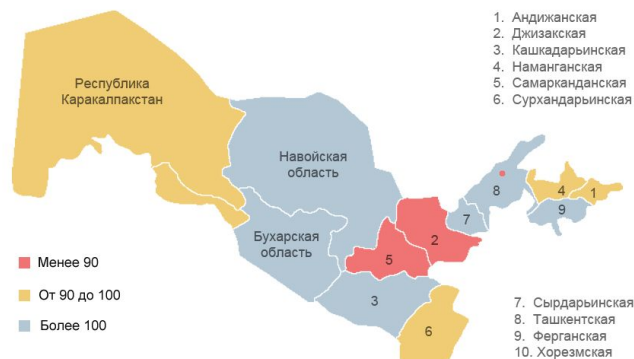 1. Андижанская
2. Джизакская
3. Кашкадарьинская
4. Наманганская
5. Самарканданская
6. Сурхандарьинская
Республика
Каракалпакстан
Навойская
область
Бухарская
область
8
4
1
7
9
2
5
3
6
Менее 90
От 90 до 100
Более 100
7. Сырдарьинская
8. Ташкентская
9. Ферганская
10. Хорезмская